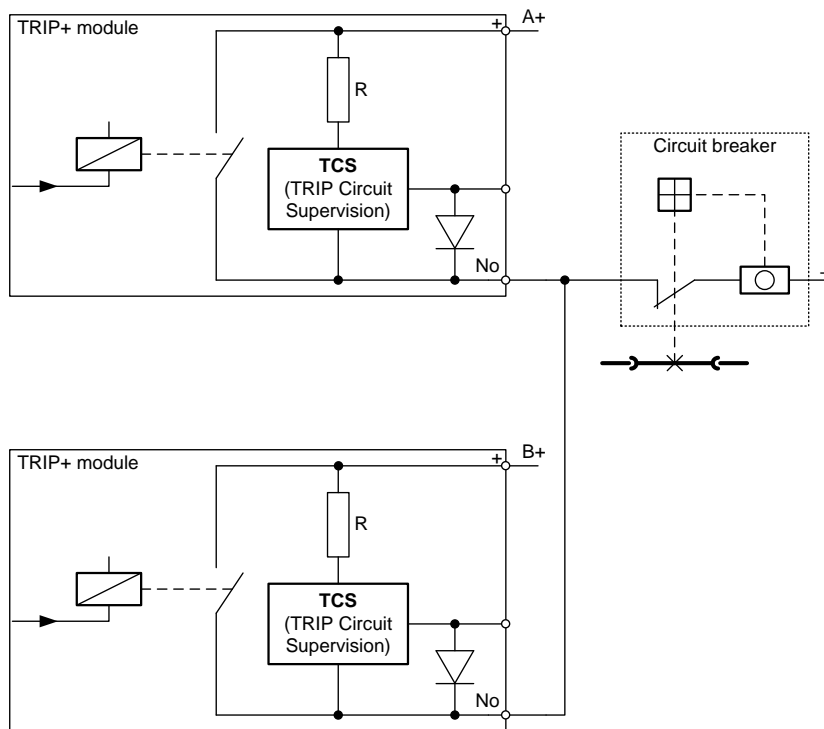 TRIP+ module
+
A+
R
TCS
(TRIP Circuit
Supervision)
No
Circuit breaker
-
TRIP+ module
+
B+
R
TCS
(TRIP Circuit
Supervision)
No